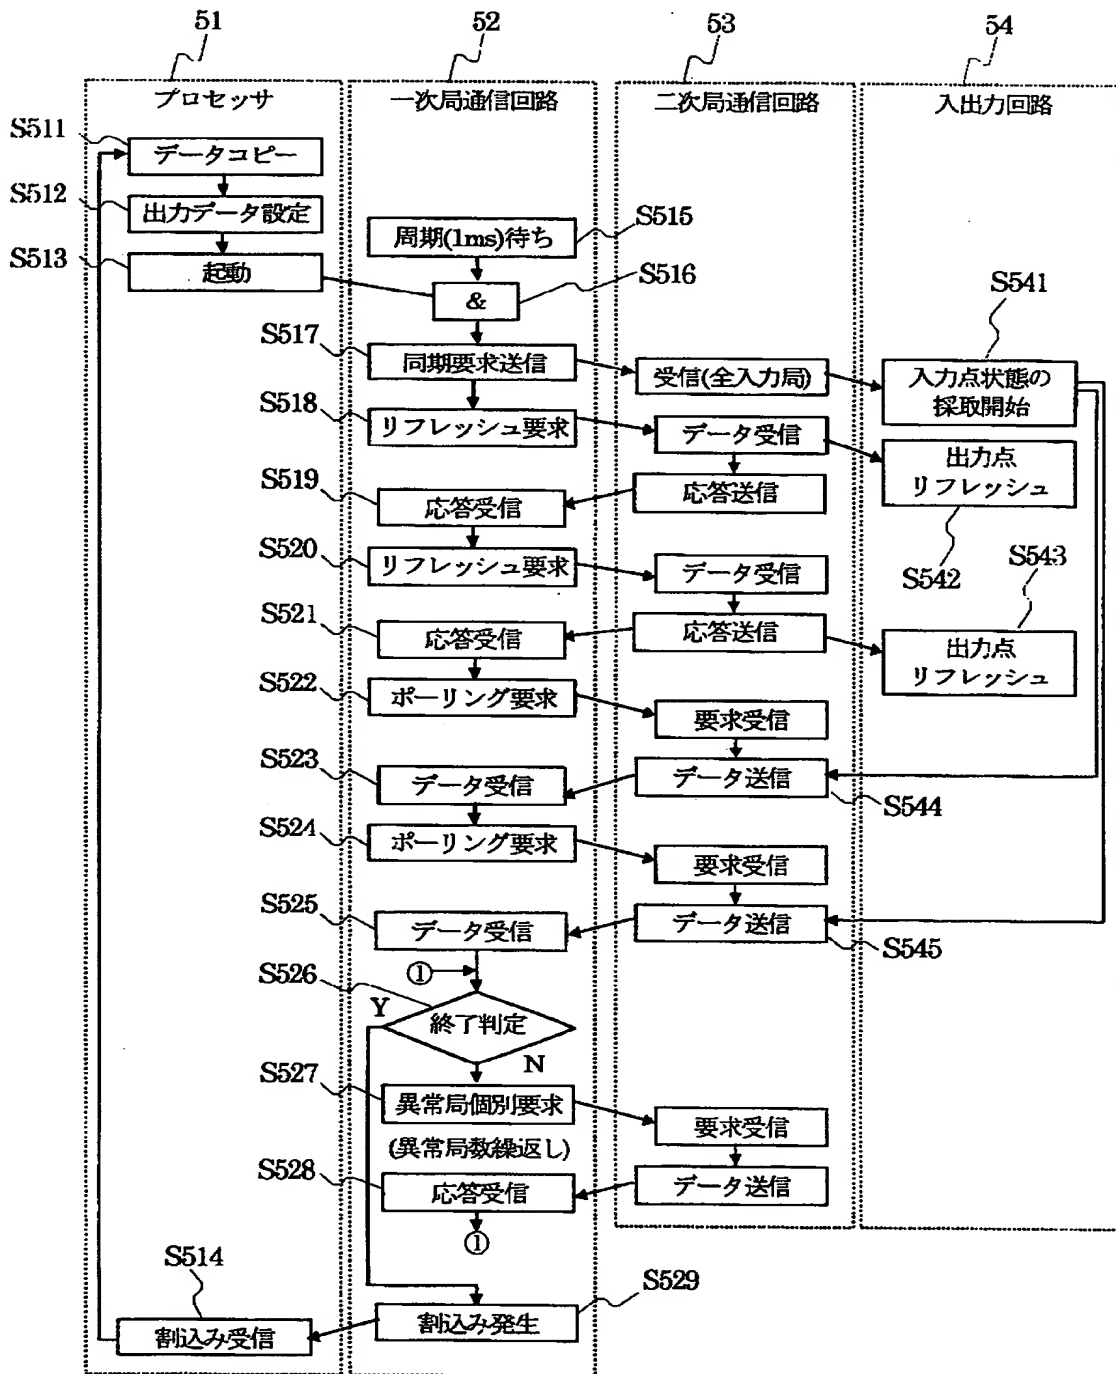 51
52
53
54
プロセッサ
一次局通信回路
二次局通信回路
入出力回路
S511
データコピー
S512
出力データ設定
S513
起動
周期(1ms)待ち
S515
&
S516
S541
S517
同期要求送信
受信(全入力局)
入力点状態の
採取開始
S518
リフレッシュ要求
データ受信
出力点
リフレッシュ
S519
応答受信
応答送信
S542
S543
S520
リフレッシュ要求
データ受信
S521
応答受信
応答送信
出力点
リフレッシュ
S522
ポーリング要求
要求受信
S523
データ受信
データ送信
S544
S524
ポーリング要求
要求受信
S525
データ受信
データ送信
S545
①
S526
Y
終了判定
N
S527
異常局個別要求
要求受信
(異常局数繰返し)
S528
応答受信
データ送信
①
S514
S529
割込み受信
割込み発生